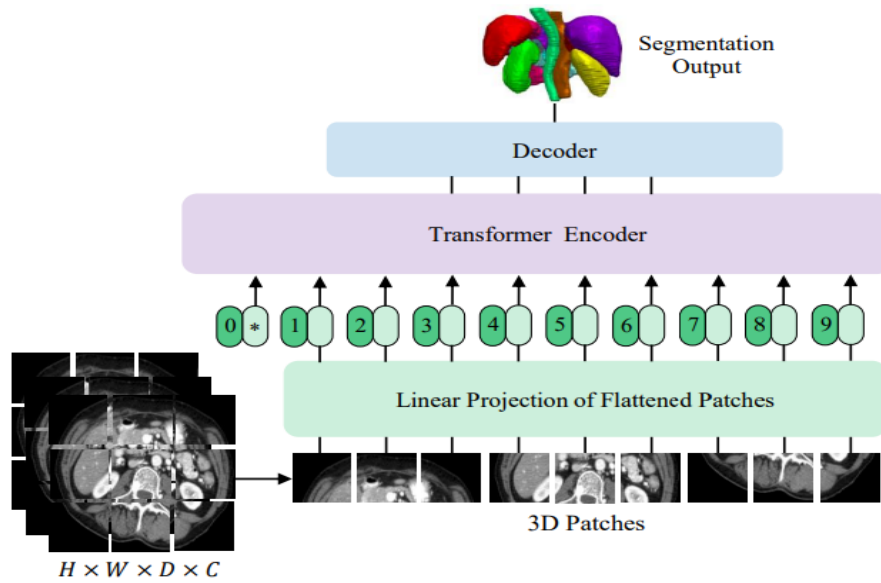 Segmentation
Output
Decoder
Transformer Encoder
0 * 1 2 3 4 5 6 7 8 9
Linear Projection of Flattened Patches
3D Patches
H × W × D × C